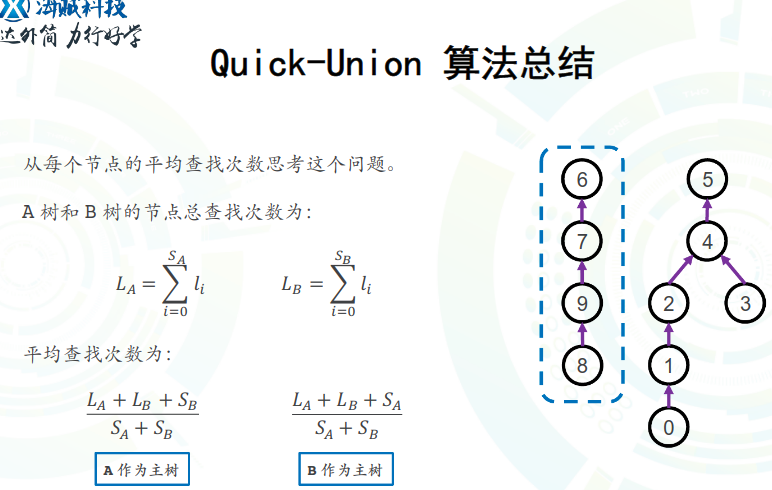 海贼科技
达外简 力行好学
Quick-Union 算法总结
从每个节点的平均查找次数思考这个问题。
A 树和 B 树的节点总查找次数为：
L_A = \sum_{i=0}^{S_A} l_i
L_B = \sum_{i=0}^{S_B} l_i
平均查找次数为：
\frac{L_A + L_B + S_B}{S_A + S_B}
\frac{L_A + L_B + S_A}{S_A + S_B}
A 作为主树
B 作为主树
6
5
7
4
9
2
3
8
1
0